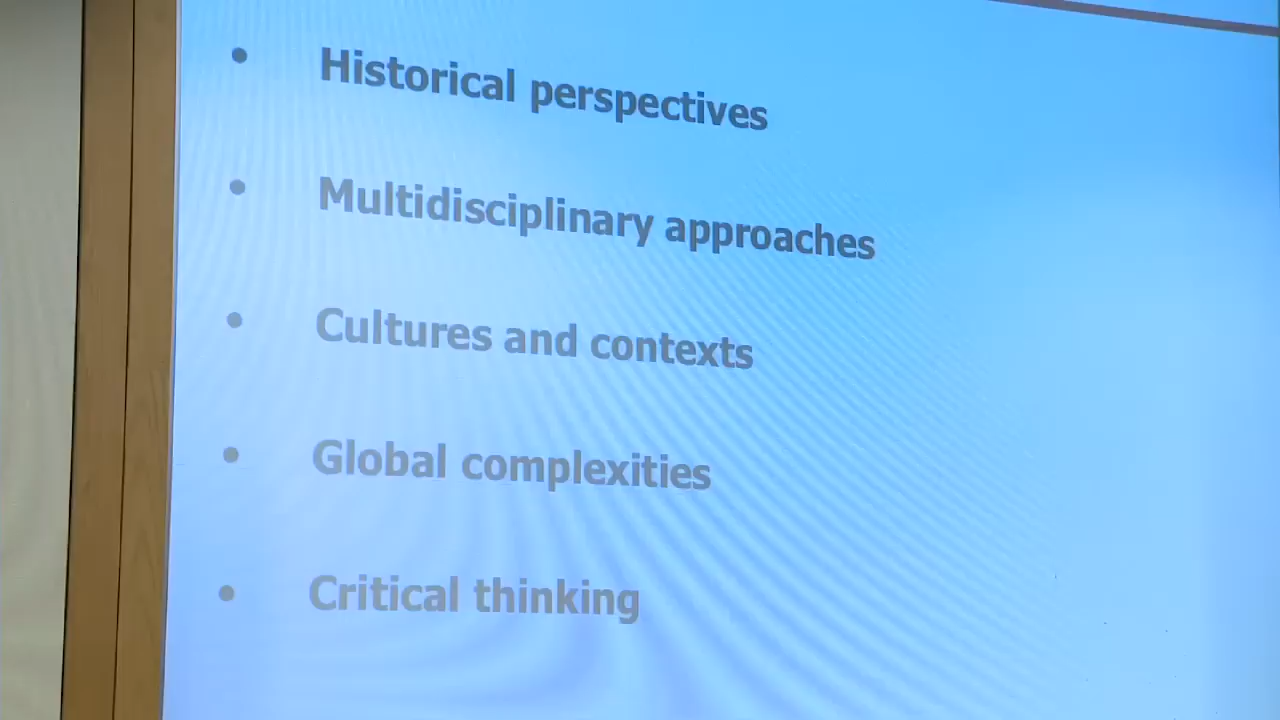 • Historical perspectives
• Multidisciplinary approaches
• Cultures and contexts
• Global complexities
• Critical thinking